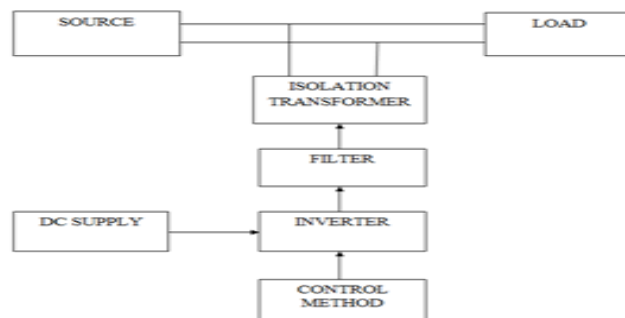 SOURCE
LOAD
ISOLATION
TRANSFORMER
FILTER
DC SUPPLY
INVERTER
CONTROL
METHOD